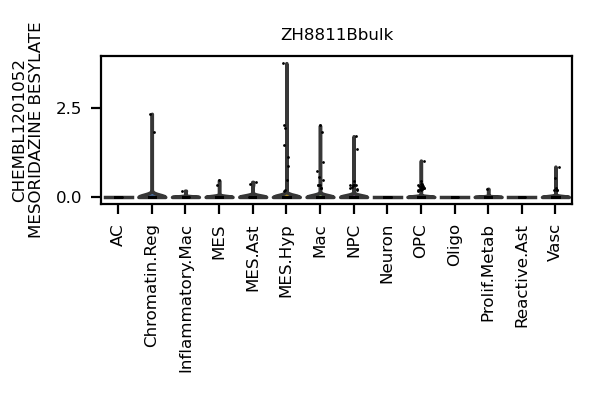 ZH8811Bbulk
CHEMBL1201052
MESORIDAZINE BESYLATE
2.5
0.0
AC
Chromatin.Reg
Inflammatory.Mac
MES
MES.Ast
MES.Hyp
Mac
NPC
Neuron
OPC
Oligo
Prolif.Metab
Reactive.Ast
Vasc